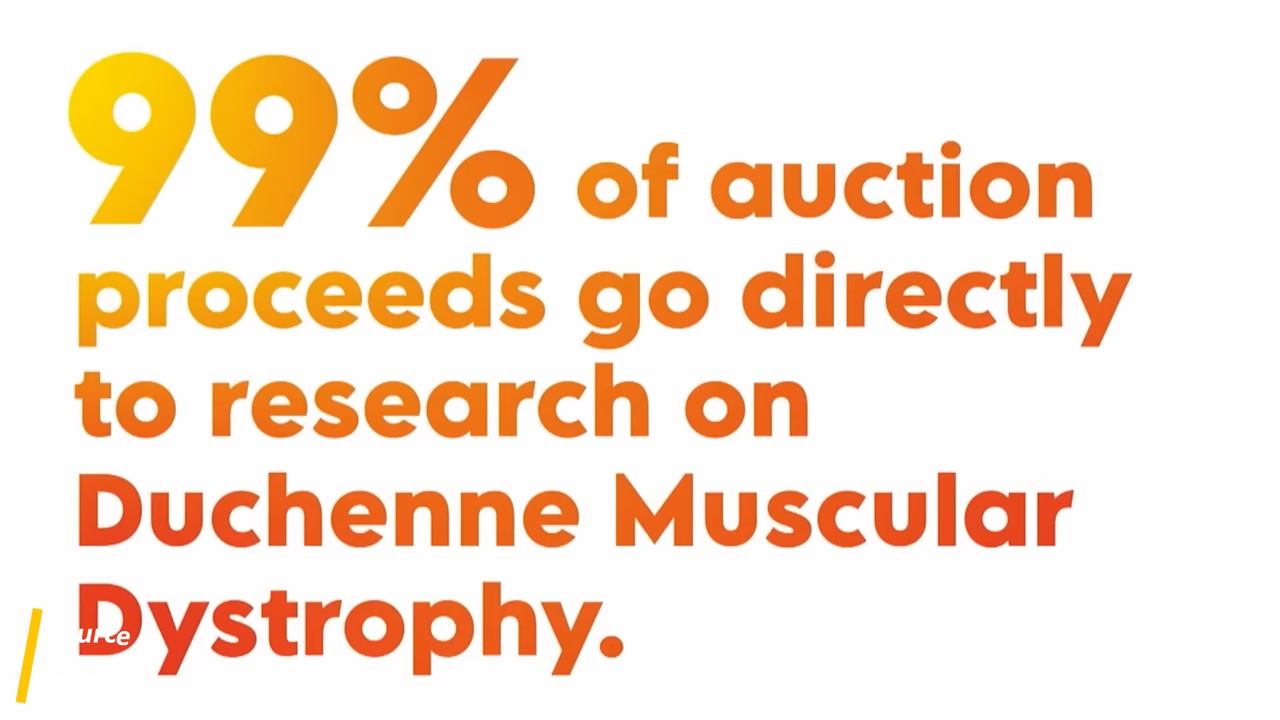 99% of auction
proceeds go directly
to research on
Duchenne Muscular
Dystrophy.